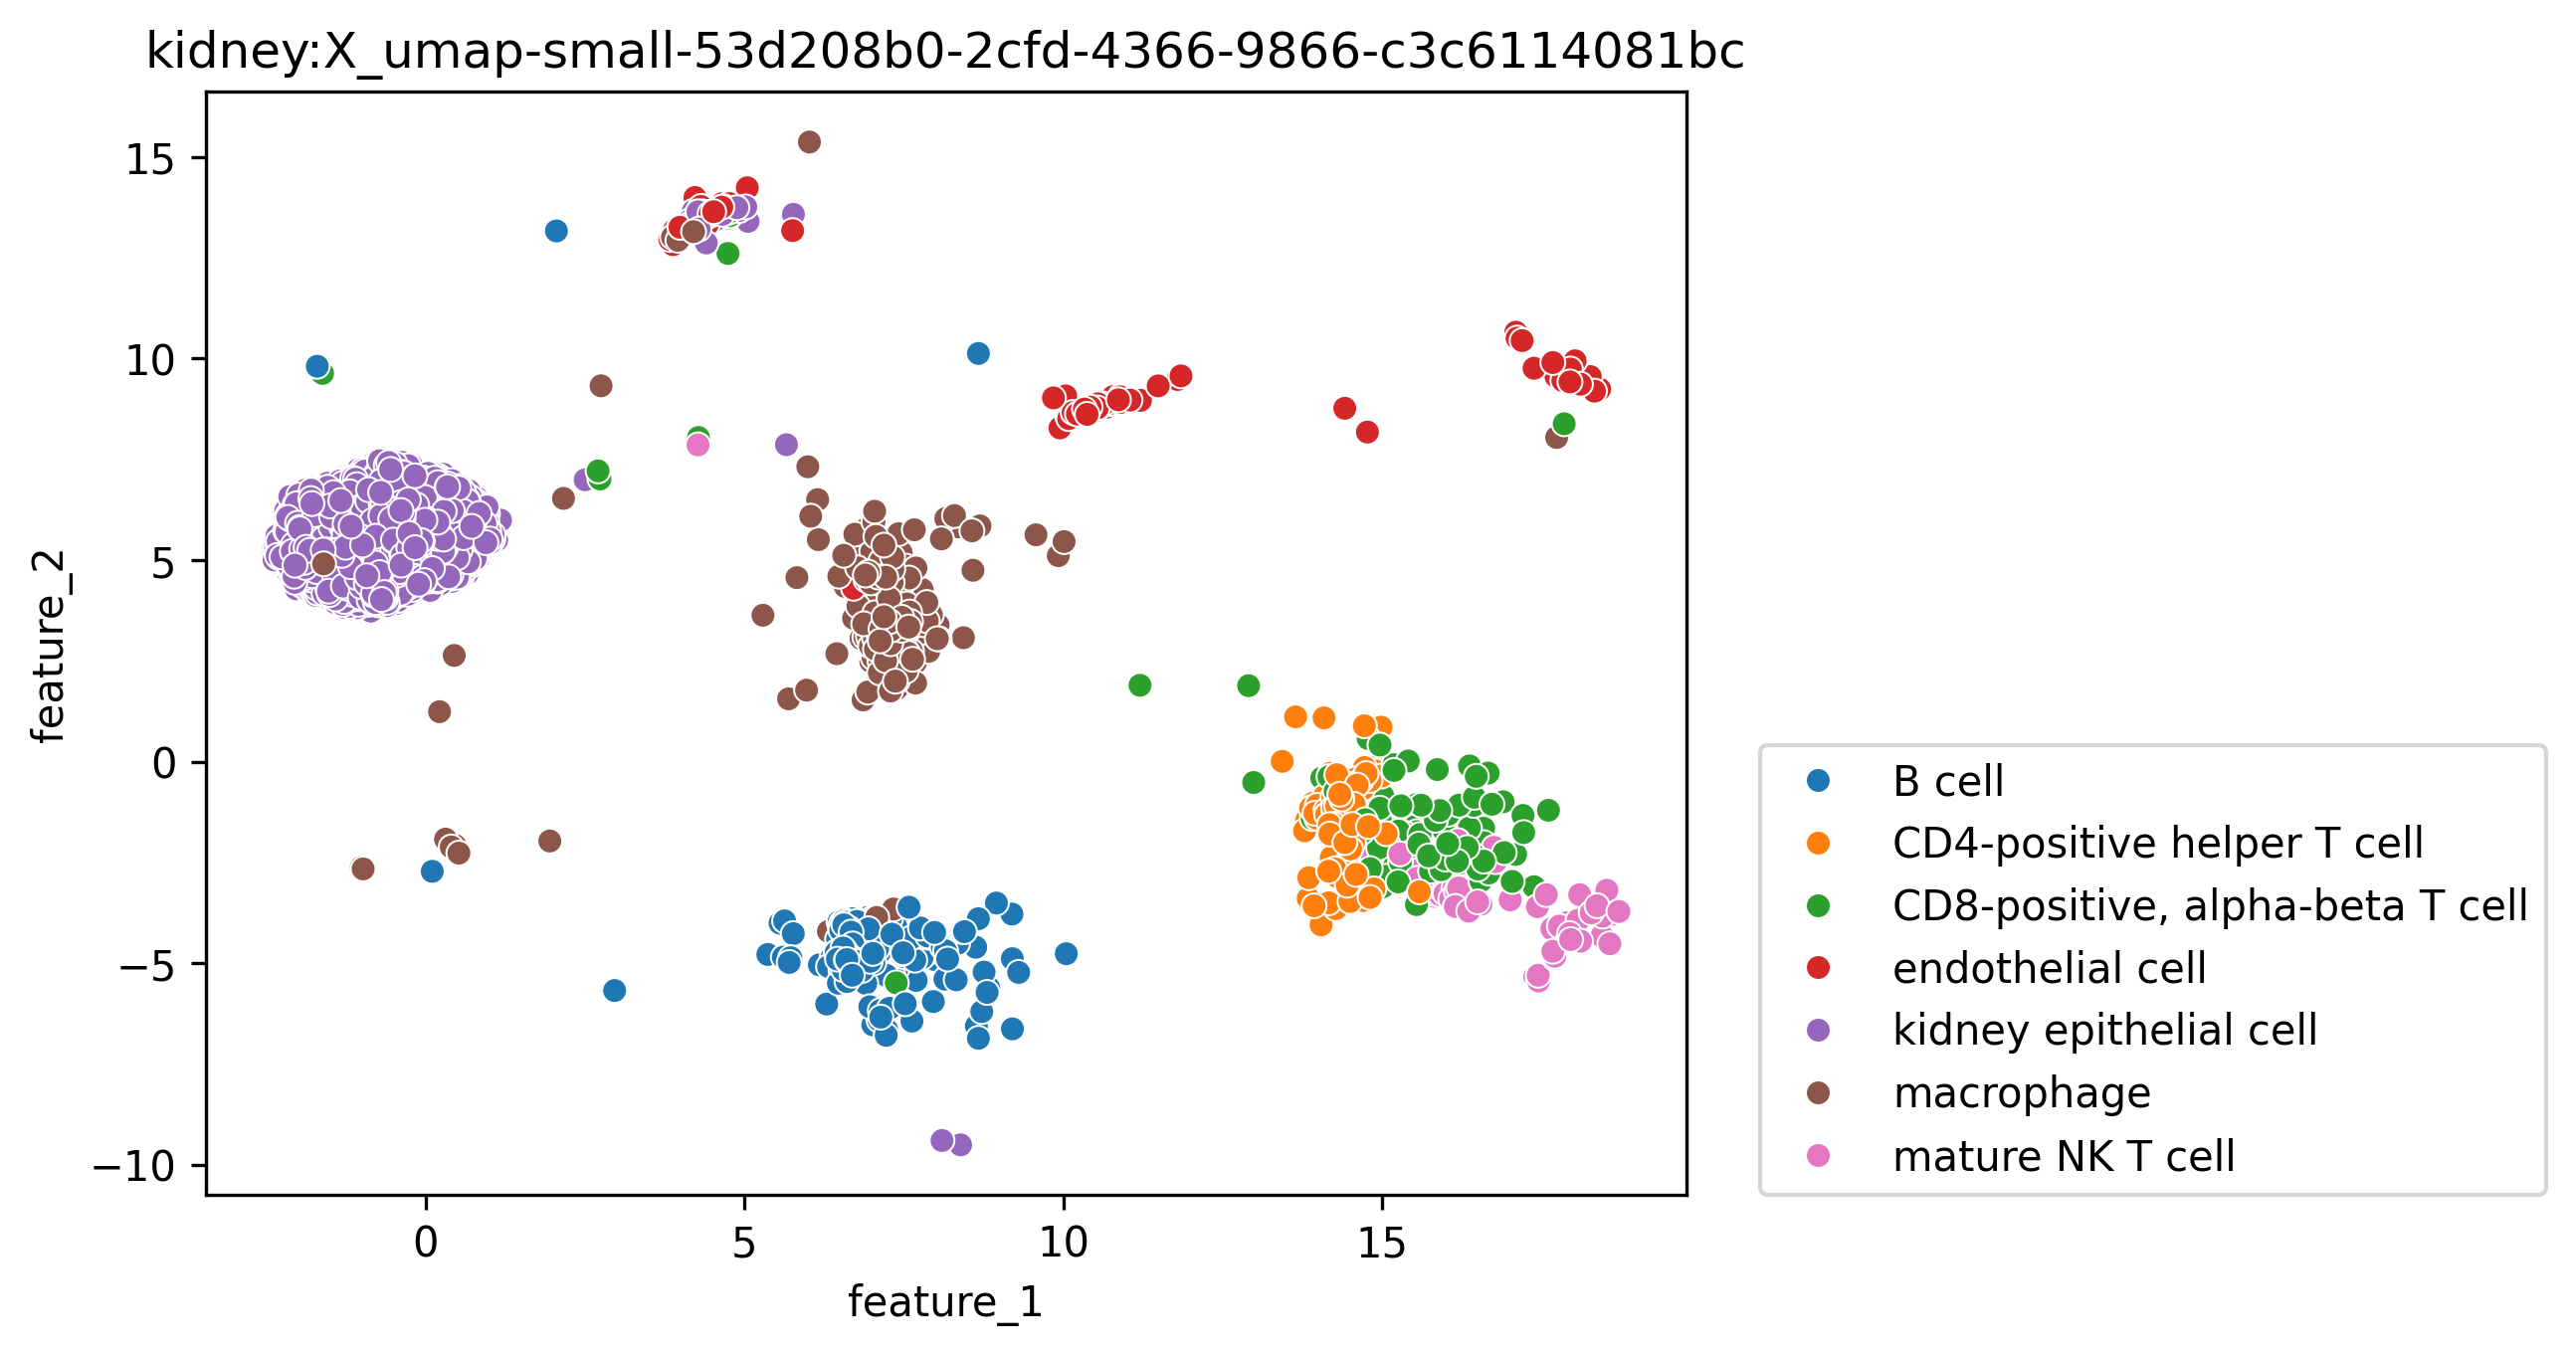 kidney:X_umap-small-53d208b0-2cfd-4366-9866-c3c6114081bc
15
10
5
0
−5
−10
feature_2
0 5 10 15
feature_1
B cell
CD4-positive helper T cell
CD8-positive, alpha-beta T cell
endothelial cell
kidney epithelial cell
macrophage
mature NK T cell